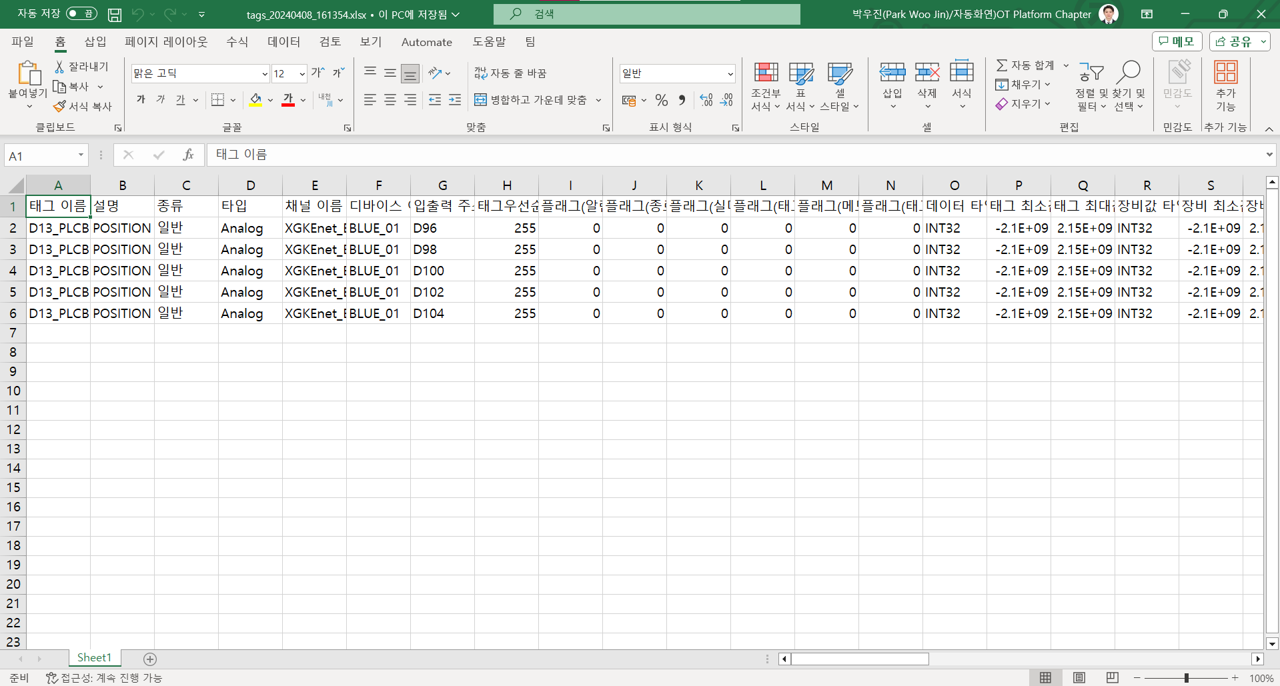 자동 저장 끔 tags_20240408_161354.xlsx • 이 PC에 저장됨 검색 박우진(Park Woo Jin)/자동화연)OT Platform Chapter
파일 홈 삽입 페이지 레이아웃 수식 데이터 검토 보기 Automate 도움말 팀 메모 공유
붙여넣기 잘라내기 복사 서식 복사
맑은 고딕 12 가 가
가 가 가 가 내천
자동 줄 바꿈
병합하고 가운데 맞춤
일반
% 9
조건부 서식 표 서식 셀 스타일
삽입 삭제 서식
자동 합계 채우기 지우기
정렬 및 필터 찾기 및 선택
민감도
추가 기능
클립보드 글꼴 맞춤 표시 형식 스타일 셀 편집 민감도 추가 기능
A1 fx 태그 이름
A B C D E F G H I J K L M N O P Q R S
1 태그 이름 설명 종류 타입 채널 이름 디바이스 입출력 주 태그우선순 플래그(알 플래그(종 플래그(실 플래그(태 플래그(메 플래그(태 데이터 타 태그 최소 태그 최대 장비값 타 장비 최소 장비
2 D13_PLCB POSITION 일반 Analog XGKEnet_ BLUE_01 D96 255 0 0 0 0 0 0 INT32 -2.1E+09 2.15E+09 INT32 -2.1E+09 2.1
3 D13_PLCB POSITION 일반 Analog XGKEnet_ BLUE_01 D98 255 0 0 0 0 0 0 INT32 -2.1E+09 2.15E+09 INT32 -2.1E+09 2.1
4 D13_PLCB POSITION 일반 Analog XGKEnet_ BLUE_01 D100 255 0 0 0 0 0 0 INT32 -2.1E+09 2.15E+09 INT32 -2.1E+09 2.1
5 D13_PLCB POSITION 일반 Analog XGKEnet_ BLUE_01 D102 255 0 0 0 0 0 0 INT32 -2.1E+09 2.15E+09 INT32 -2.1E+09 2.1
6 D13_PLCB POSITION 일반 Analog XGKEnet_ BLUE_01 D104 255 0 0 0 0 0 0 INT32 -2.1E+09 2.15E+09 INT32 -2.1E+09 2.1
7
8
9
10
11
12
13
14
15
16
17
18
19
20
21
22
23
Sheet1
준비 접근성: 계속 진행 가능 100%